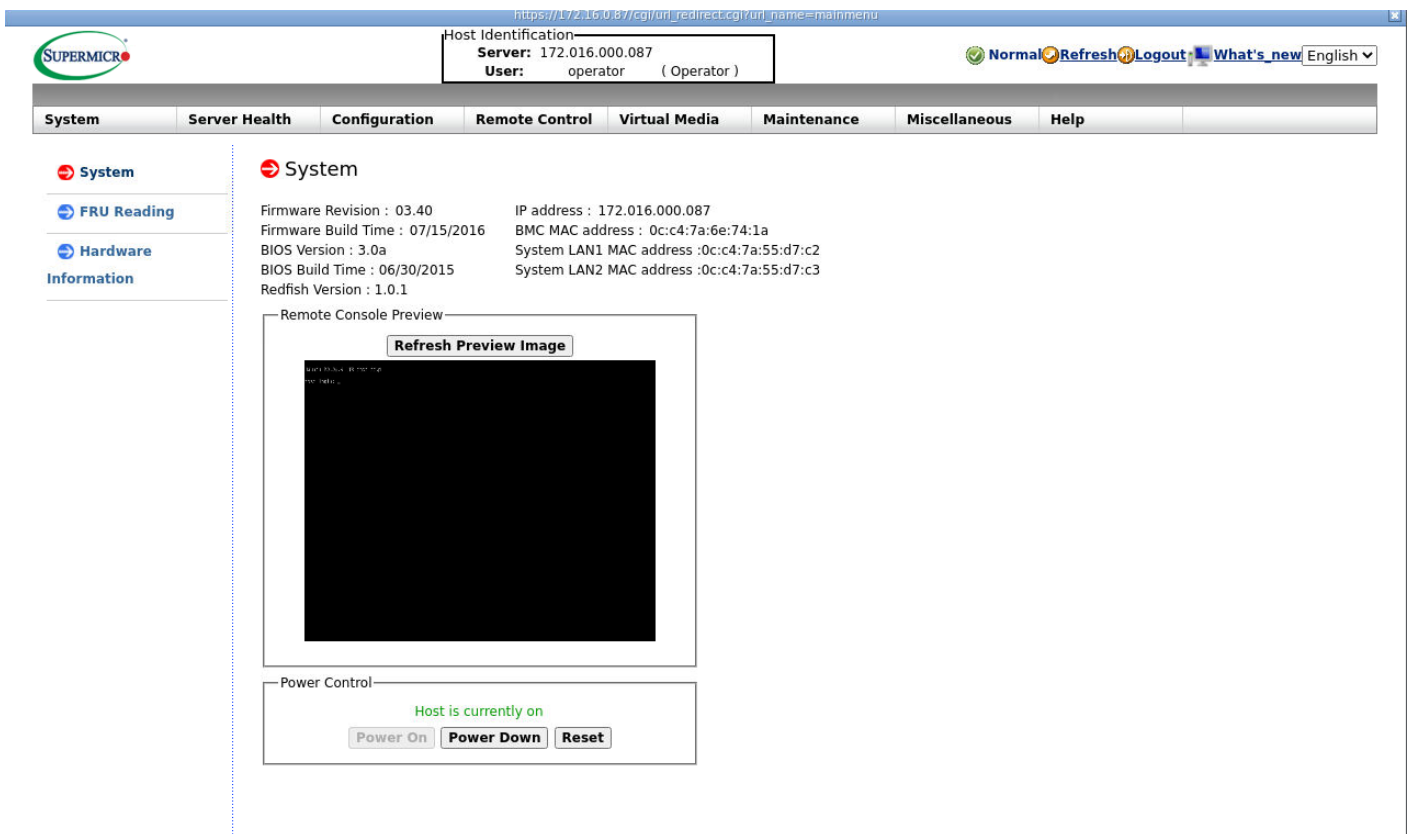 https://172.16.0.87/cgi/url_redirect.cgi?url_name=mainmenu
SUPERMICR
Host Identification
Server: 172.016.000.087
User: operator ( Operator )
Normal Refresh Logout What's_new English
System Server Health Configuration Remote Control Virtual Media Maintenance Miscellaneous Help
System
FRU Reading
Hardware
Information
System
Firmware Revision : 03.40 IP address : 172.016.000.087
Firmware Build Time : 07/15/2016 BMC MAC address : 0c:c4:7a:6e:74:1a
BIOS Version : 3.0a System LAN1 MAC address :0c:c4:7a:55:d7:c2
BIOS Build Time : 06/30/2015 System LAN2 MAC address :0c:c4:7a:55:d7:c3
Redfish Version : 1.0.1
Remote Console Preview
Refresh Preview Image
Power Control
Host is currently on
Power On Power Down Reset